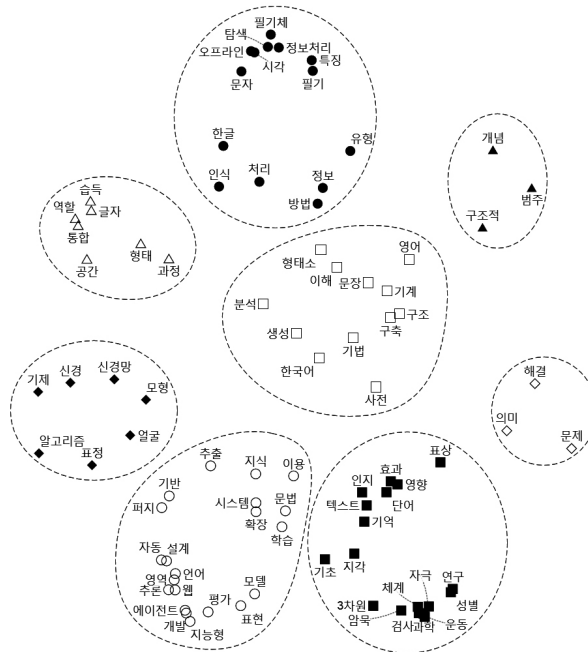 필기체
탐색
정보처리
오프라인
시각
특징
문자
필기
한글
유형
인식
처리
정보
방법
개념
범주
구조적
습득
역할
글자
통합
형태
공간
과정
영어
형태소
이해
문장
기계
분석
구조
구축
생성
기법
한국어
사전
해결
의미
문제
기제
신경
신경망
모형
알고리즘
표정
얼굴
추출
지식
이용
기반
퍼지
시스템
문법
확장
학습
자동
설계
언어
영역
추론
웹
모델
에이전트
평가
표현
개발
지능형
표상
효과
인지
영향
텍스트
단어
기억
기초
지각
자극
연구
체계
3차원
성별
암묵
검사
과학
운동